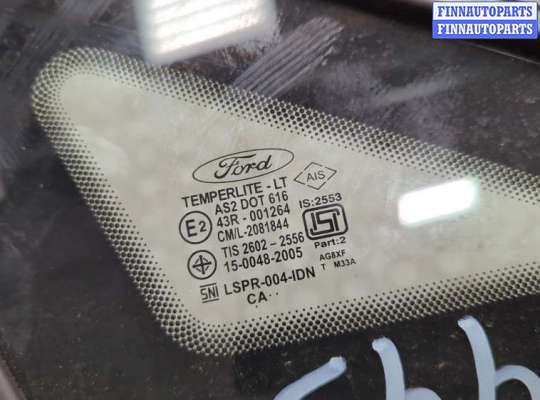 FINNAUTOPARTS
FINNAUTOPARTS
Ford
AIS
TEMPERLITE - LT
AS2 DOT 616
IS:2553
E2 43R - 001264
CM/L-2081844
ISI
TIS 2602 - 2556
Part:2
15-0048-2005
AG8XF
T M33A
SNI LSPR-004-IDN
CA··